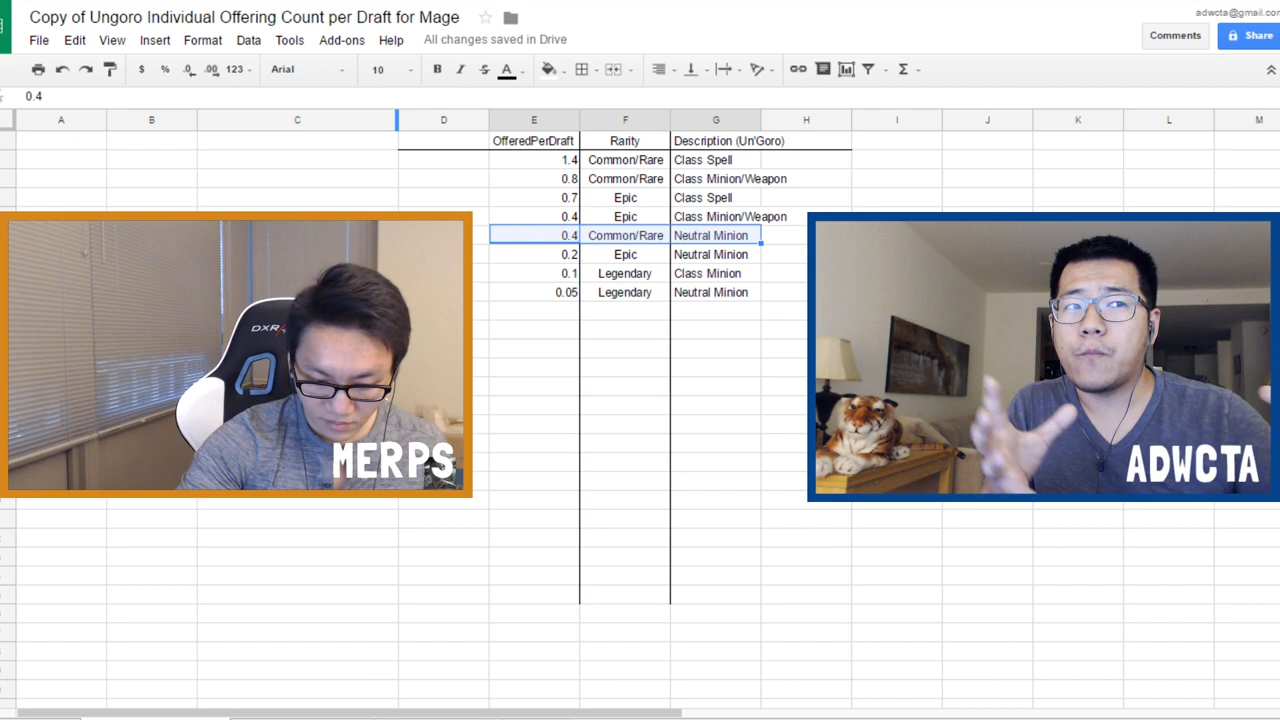 Copy of Ungoro Individual Offering Count per Draft for Mage
adwcta@gmail.com
File Edit View Insert Format Data Tools Add-ons Help All changes saved in Drive
Comments Share
$ % .0 .00 123 Arial 10 B I S A Σ
0.4
A B C D E F G H I J K L M
OfferedPerDraft Rarity Description (Un'Goro)
1.4 Common/Rare Class Spell
0.8 Common/Rare Class Minion/Weapon
0.7 Epic Class Spell
0.4 Epic Class Minion/Weapon
0.4 Common/Rare Neutral Minion
0.2 Epic Neutral Minion
0.1 Legendary Class Minion
0.05 Legendary Neutral Minion
DXR
MERPS
ADWCTA